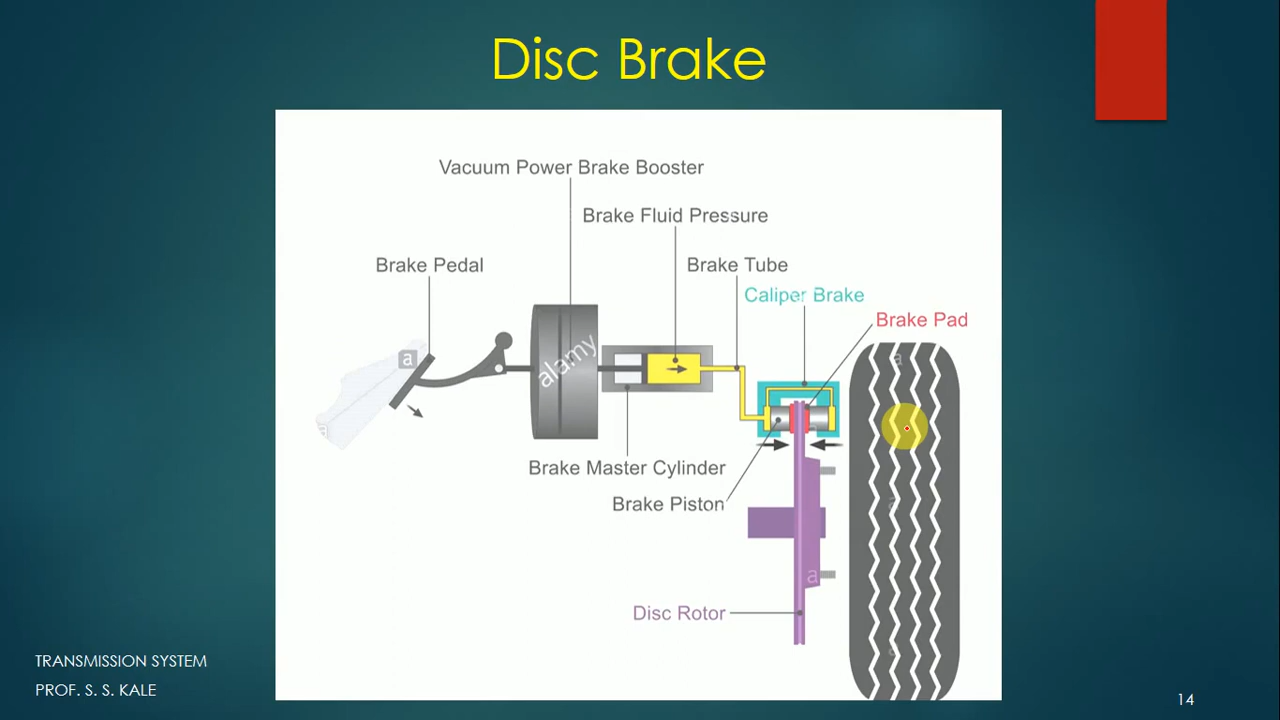 Disc Brake
Vacuum Power Brake Booster
Brake Fluid Pressure
Brake Pedal
Brake Tube
Caliper Brake
Brake Pad
a
a
alamy
a
Brake Master Cylinder
Brake Piston
a
a
Disc Rotor
a
TRANSMISSION SYSTEM
PROF. S. S. KALE
14